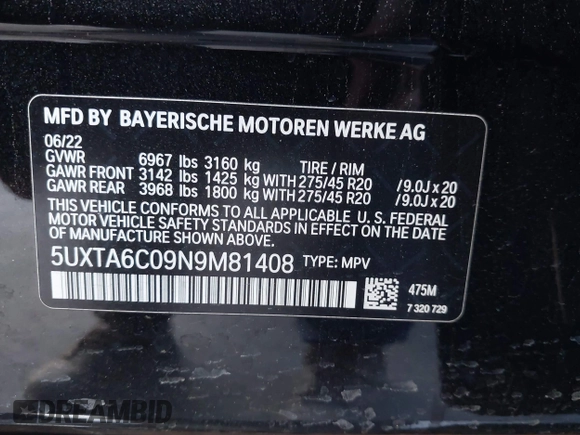 MFD BY BAYERISCHE MOTOREN WERKE AG
06/22
GVWR 6967 lbs 3160 kg TIRE / RIM
GAWR FRONT 3142 lbs 1425 kg WITH 275/45 R20 /9.0J x 20
GAWR REAR 3968 lbs 1800 kg WITH 275/45 R20 /9.0J x 20
THIS VEHICLE CONFORMS TO ALL APPLICABLE U. S. FEDERAL
MOTOR VEHICLE SAFETY STANDARDS IN EFFECT ON THE
DATE OF MANUFACTURE SHOWN ABOVE.
5UXTA6C09N9M81408 TYPE: MPV
475M
7 320 729
DREAMBID